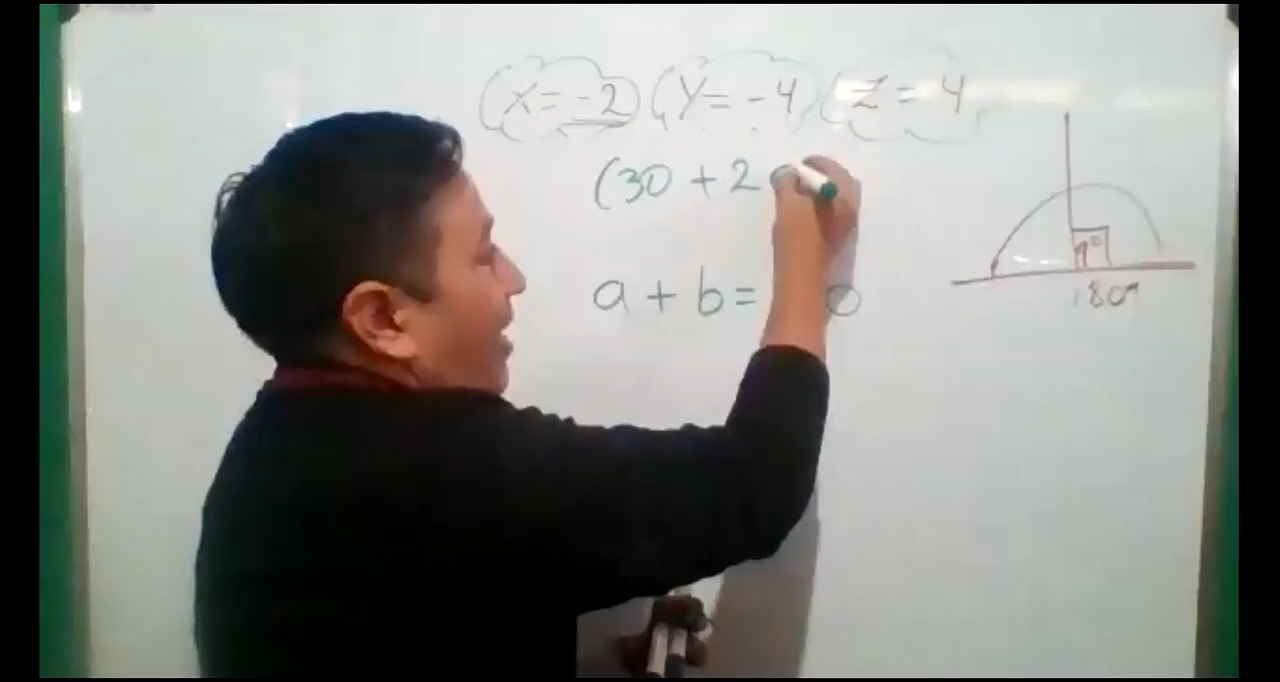 X = -2 Y = -4 Z = 4
(30 + 2
a + b =
180°